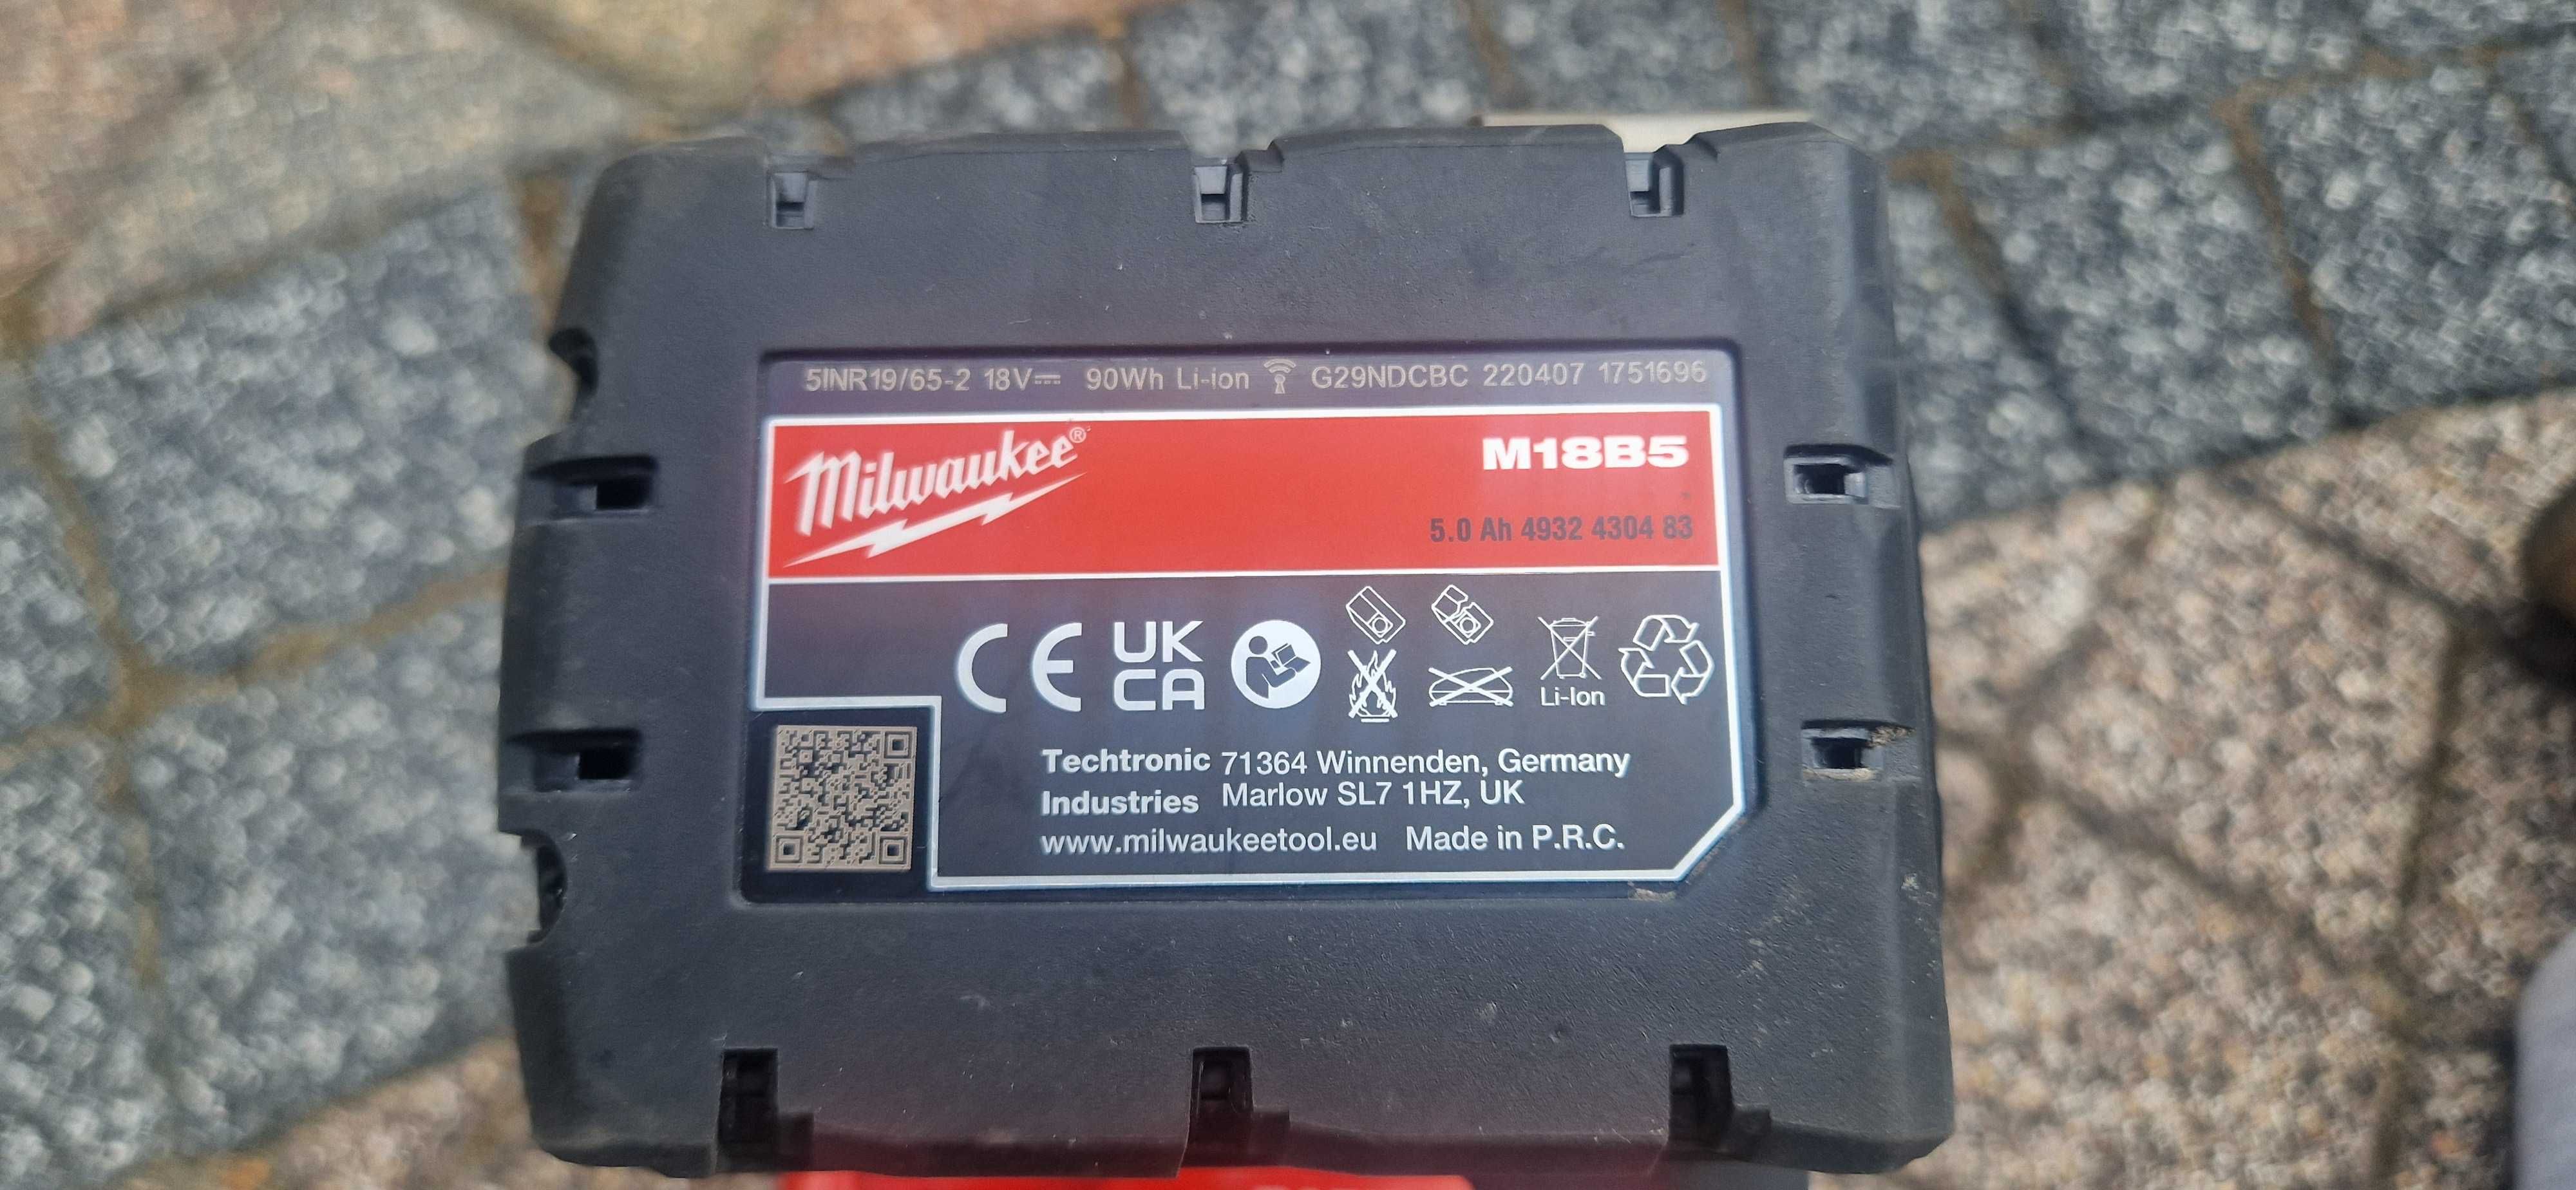 5INR19/65-2 18V 90Wh Li-ion G29NDCBC 220407 1751696
Milwaukee®
M18B5
5.0 Ah 4932 4304 83
CE UK CA
Li-Ion
Techtronic Industries
71364 Winnenden, Germany
Marlow SL7 1HZ, UK
www.milwaukeetool.eu Made in P.R.C.